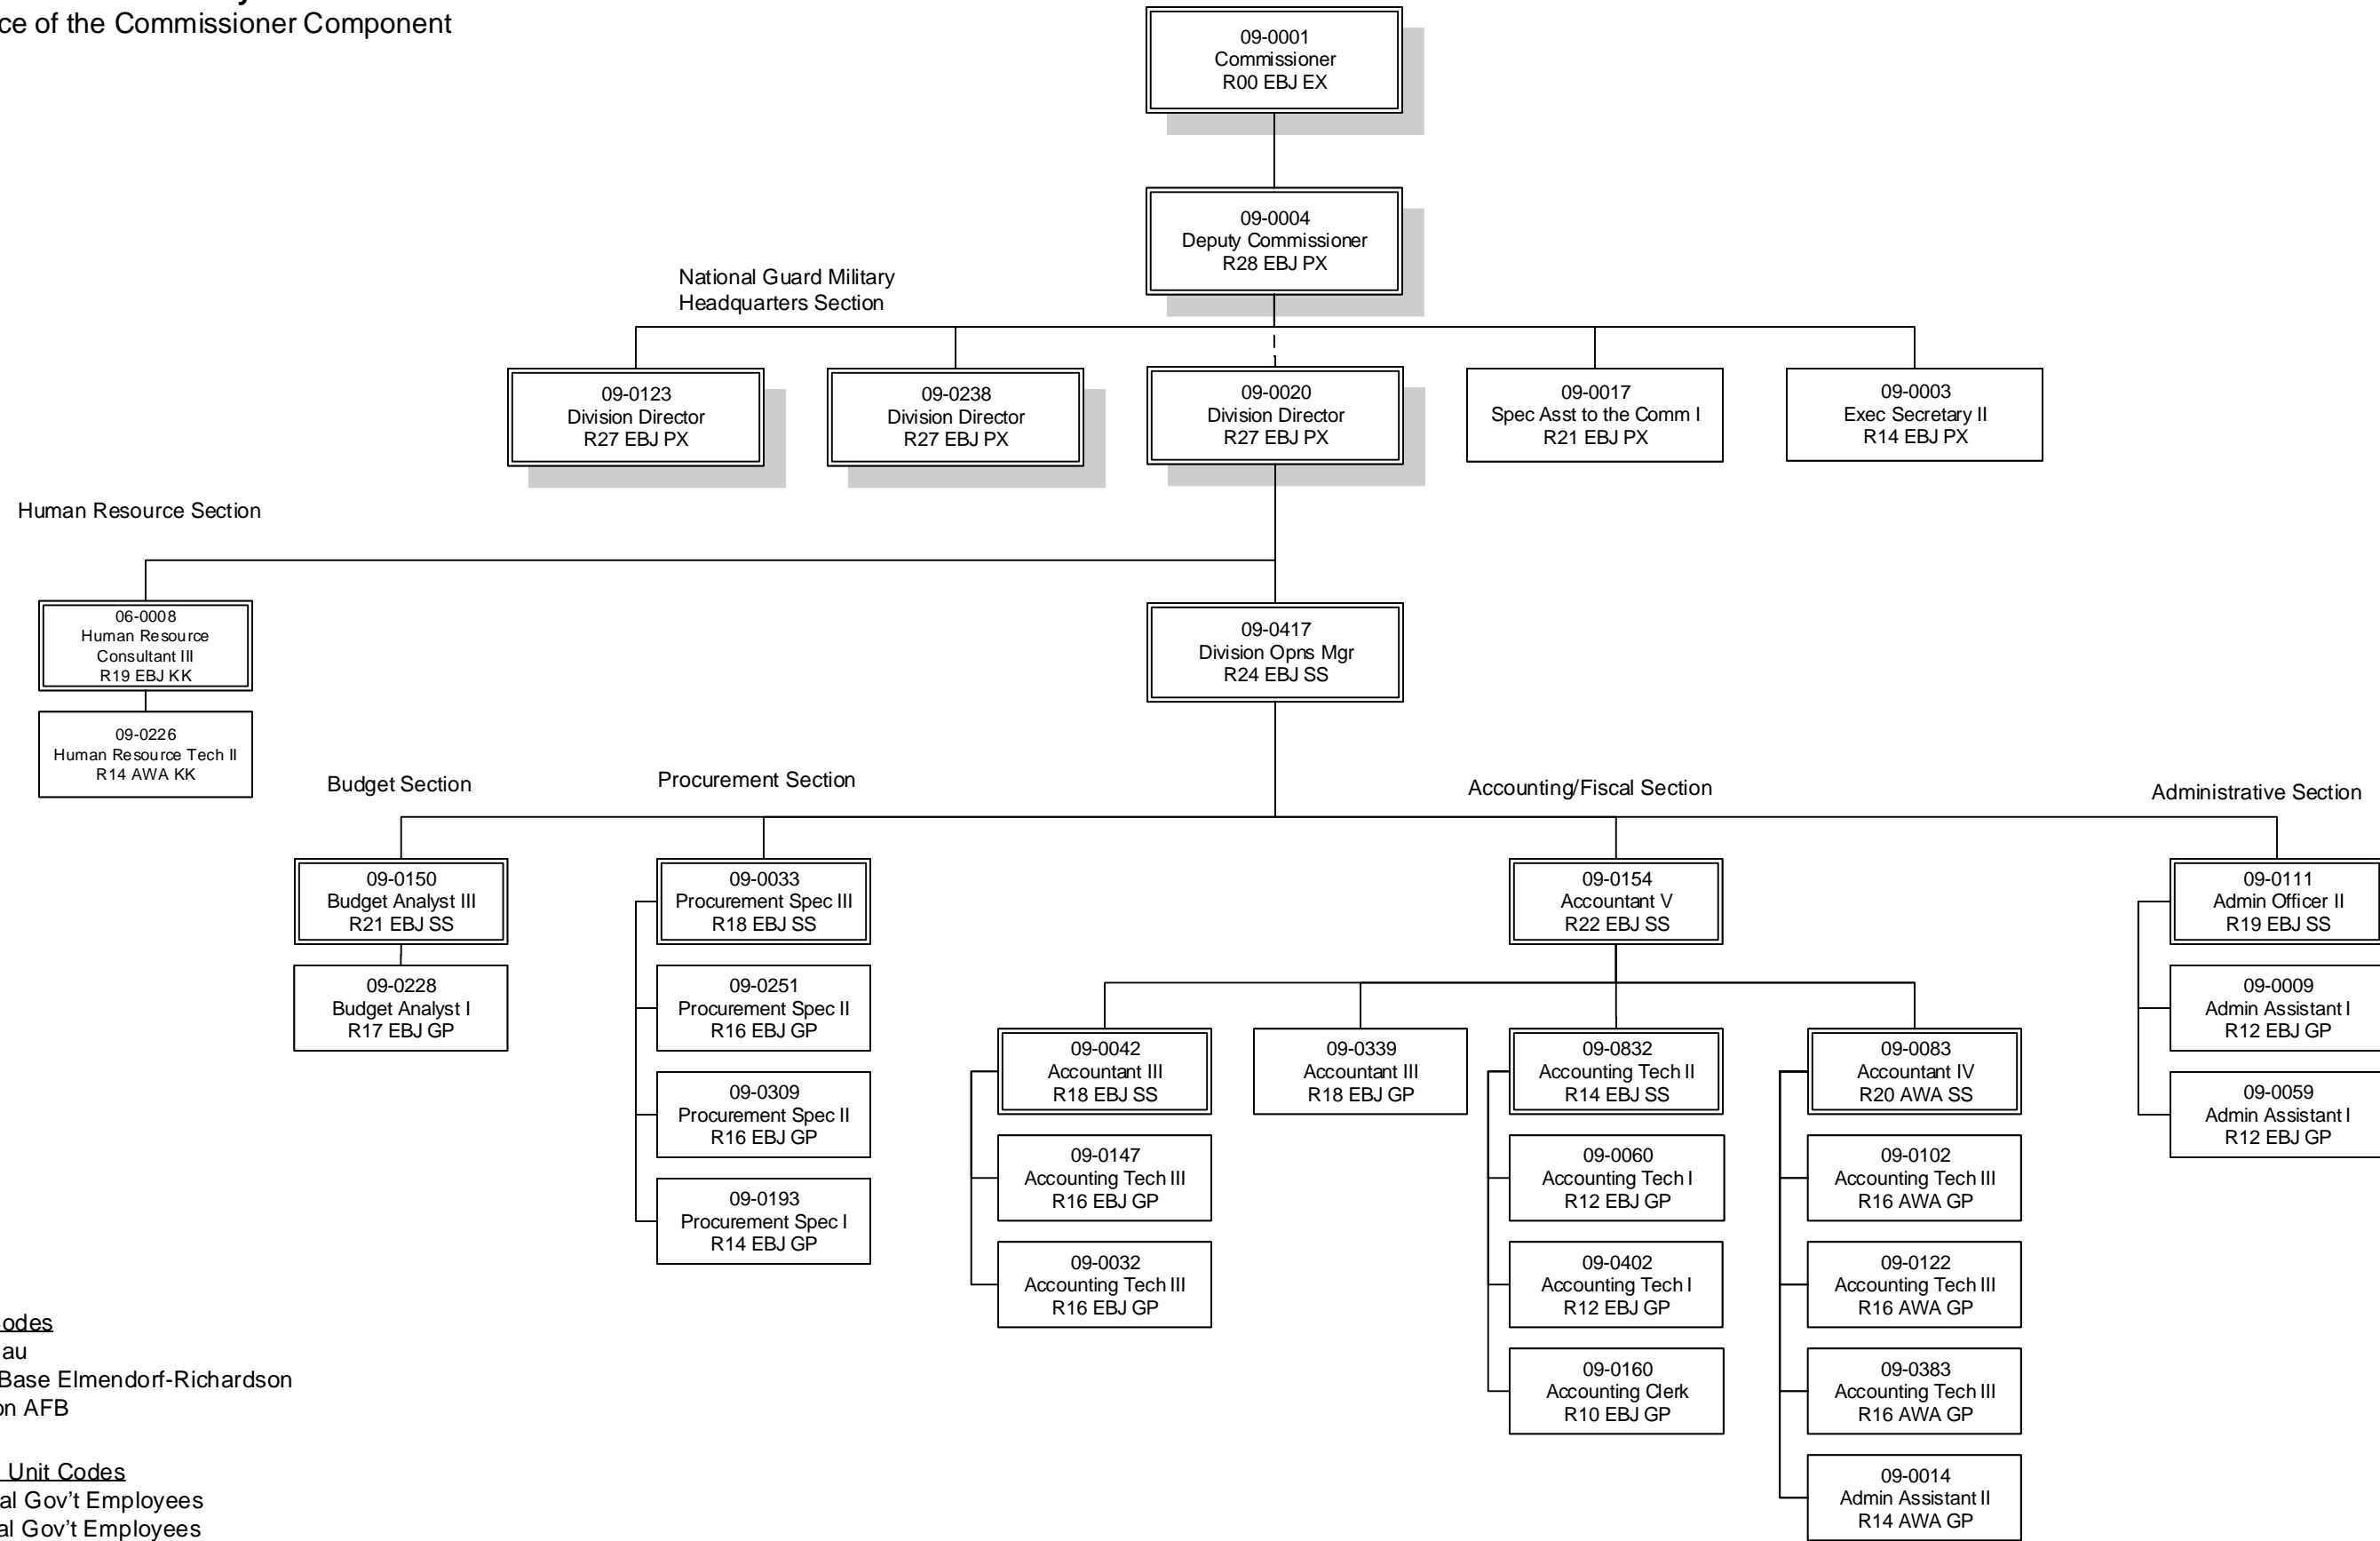 ce of the Commissioner Component
09-0001
Commissioner
R00 EBJ EX
09-0004
Deputy Commissioner
R28 EBJ PX
National Guard Military
Headquarters Section
09-0123
Division Director
R27 EBJ PX
09-0238
Division Director
R27 EBJ PX
09-0020
Division Director
R27 EBJ PX
09-0017
Spec Asst to the Comm I
R21 EBJ PX
09-0003
Exec Secretary II
R14 EBJ PX
Human Resource Section
06-0008
Human Resource
Consultant III
R19 EBJ KK
09-0226
Human Resource Tech II
R14 AWA KK
09-0417
Division Opns Mgr
R24 EBJ SS
Budget Section
Procurement Section
Accounting/Fiscal Section
Administrative Section
09-0150
Budget Analyst III
R21 EBJ SS
09-0228
Budget Analyst I
R17 EBJ GP
09-0033
Procurement Spec III
R18 EBJ SS
09-0251
Procurement Spec II
R16 EBJ GP
09-0309
Procurement Spec II
R16 EBJ GP
09-0193
Procurement Spec I
R14 EBJ GP
09-0154
Accountant V
R22 EBJ SS
09-0042
Accountant III
R18 EBJ SS
09-0147
Accounting Tech III
R16 EBJ GP
09-0032
Accounting Tech III
R16 EBJ GP
09-0339
Accountant III
R18 EBJ GP
09-0832
Accounting Tech II
R14 EBJ SS
09-0060
Accounting Tech I
R12 EBJ GP
09-0402
Accounting Tech I
R12 EBJ GP
09-0160
Accounting Clerk
R10 EBJ GP
09-0083
Accountant IV
R20 AWA SS
09-0102
Accounting Tech III
R16 AWA GP
09-0122
Accounting Tech III
R16 AWA GP
09-0383
Accounting Tech III
R16 AWA GP
09-0014
Admin Assistant II
R14 AWA GP
09-0111
Admin Officer II
R19 EBJ SS
09-0009
Admin Assistant I
R12 EBJ GP
09-0059
Admin Assistant I
R12 EBJ GP
odes
au
Base Elmendorf-Richardson
on AFB
Unit Codes
al Gov't Employees
al Gov't Employees